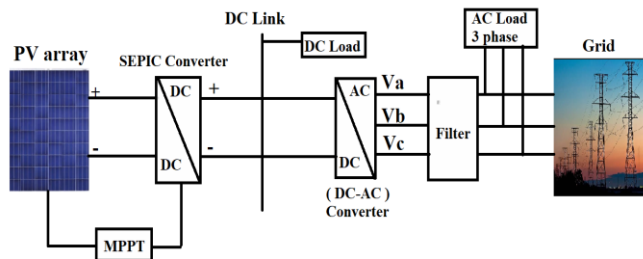 DC Link
AC Load
3 phase
DC Load
Grid
PV array
SEPIC Converter
+
DC
+
AC
Va
Vb
Filter
-
DC
-
DC
Vc
( DC-AC )
Converter
MPPT